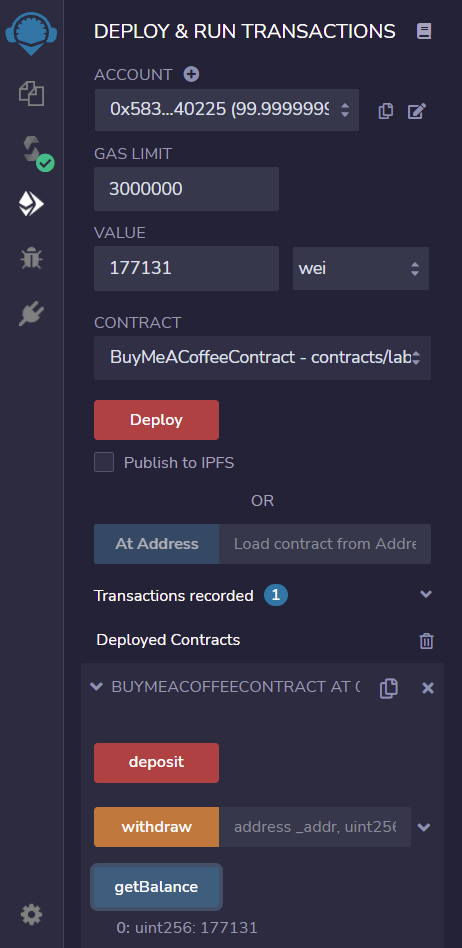 DEPLOY & RUN TRANSACTIONS
ACCOUNT
0x583...40225 (99.9999999
GAS LIMIT
3000000
VALUE
177131
wei
CONTRACT
BuyMeACoffeeContract - contracts/lab
Deploy
Publish to IPFS
OR
At Address Load contract from Addre
Transactions recorded 1
Deployed Contracts
BUYMEACOFFEECONTRACT AT 0
deposit
withdraw address _addr, uint256
getBalance
0: uint256: 177131